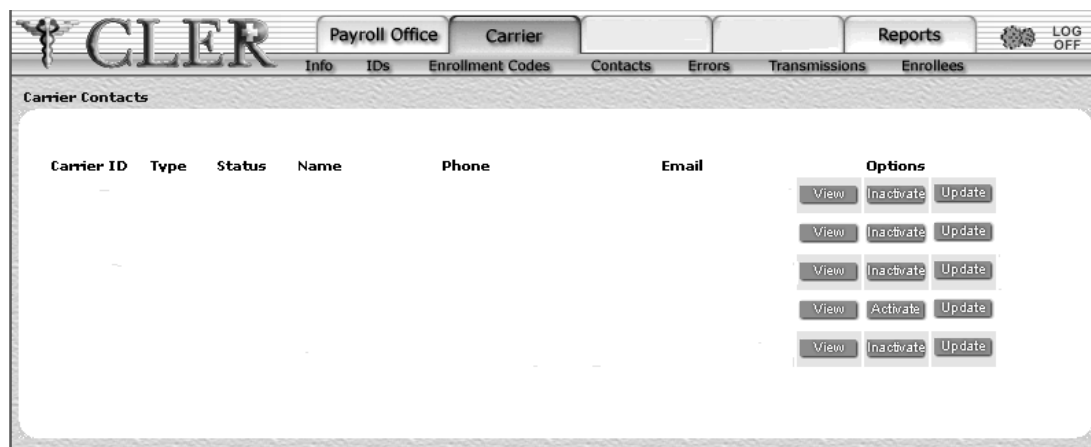 CLER
Payroll Office Carrier Reports LOG OFF
Info IDs Enrollment Codes Contacts Errors Transmissions Enrollees
Carrier Contacts
Carrier ID Type Status Name Phone Email Options
View Inactivate Update
View Inactivate Update
View Inactivate Update
View Activate Update
View Inactivate Update